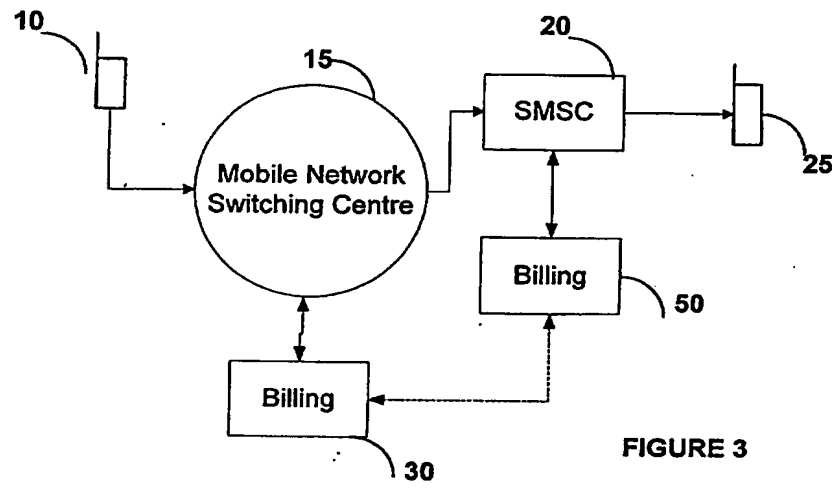 10
15
20
SMSC
25
Mobile Network
Switching Centre
Billing
50
Billing
30
FIGURE 3